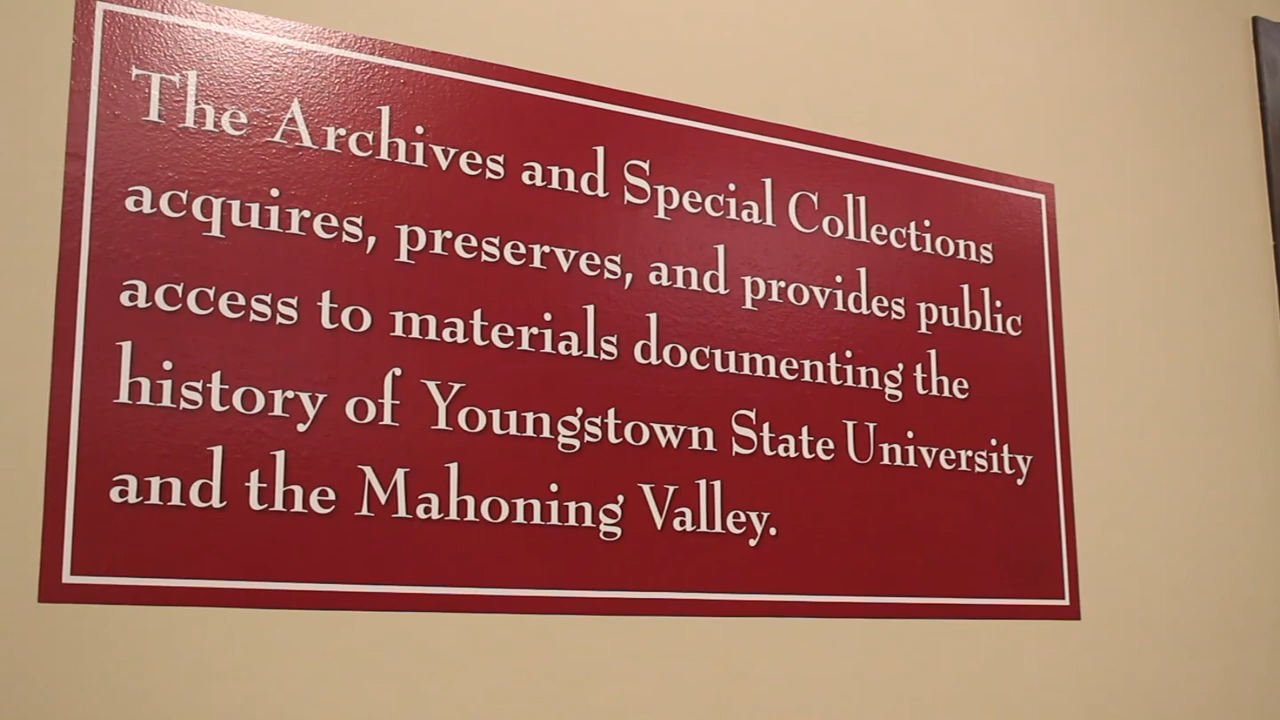 The Archives and Special Collections
acquires, preserves, and provides public
access to materials documenting the
history of Youngstown State University
and the Mahoning Valley.